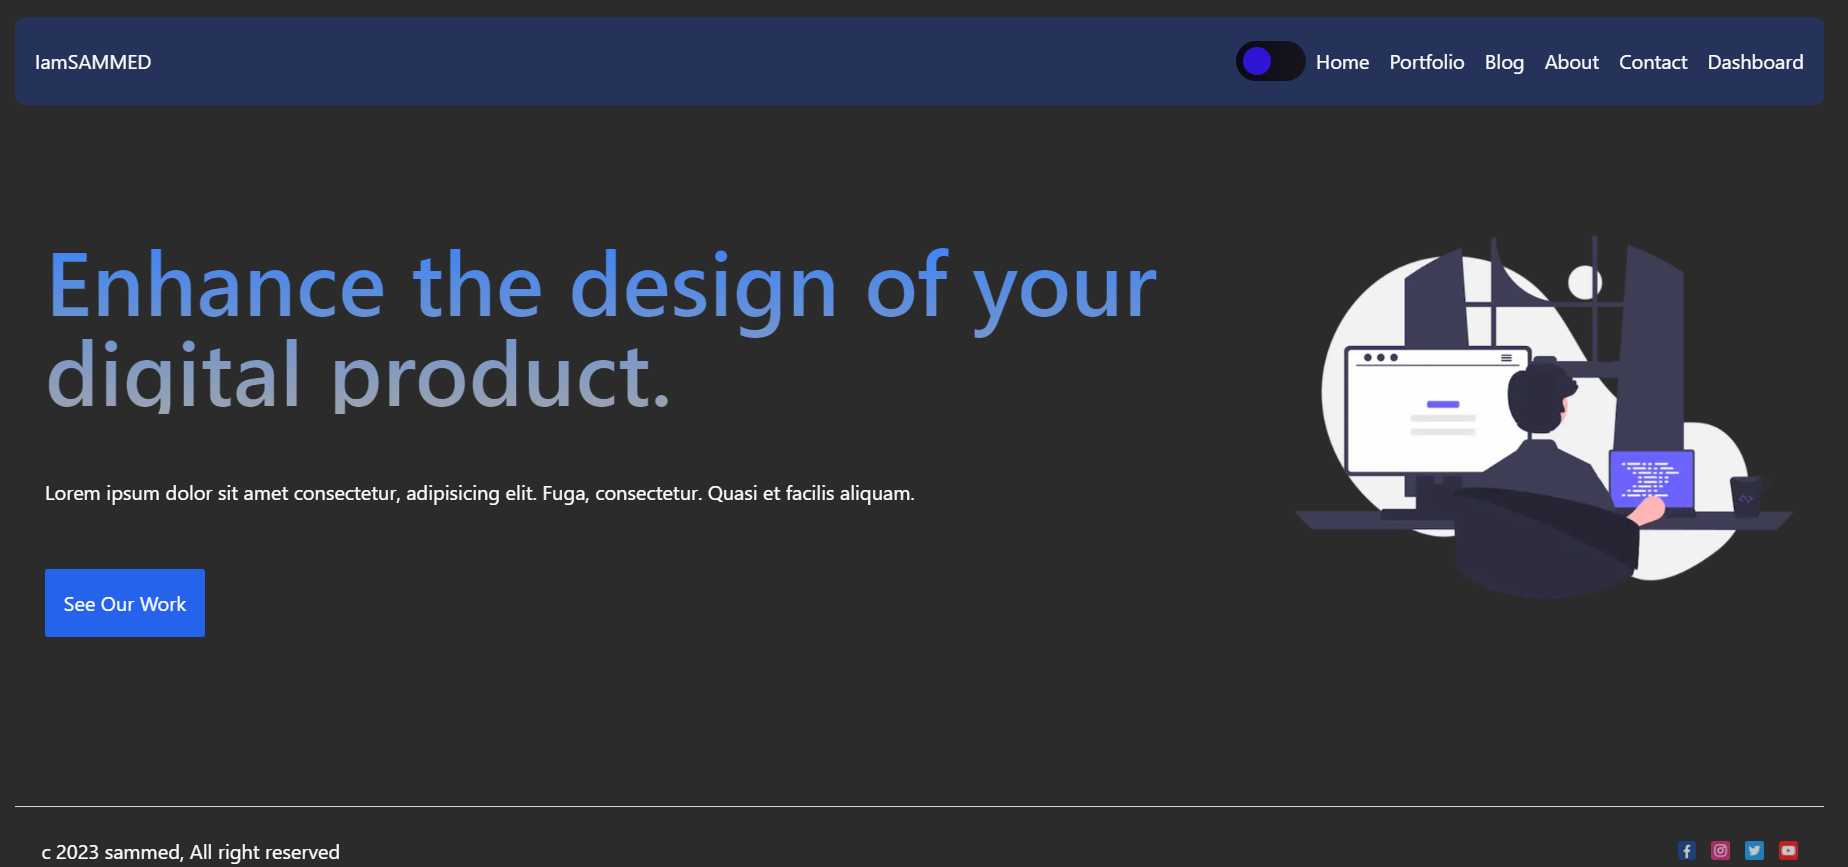 IamSAMMED
Home Portfolio Blog About Contact Dashboard
Enhance the design of your
digital product.
Lorem ipsum dolor sit amet consectetur, adipisicing elit. Fuga, consectetur. Quasi et facilis aliquam.
See Our Work
c 2023 sammed, All right reserved